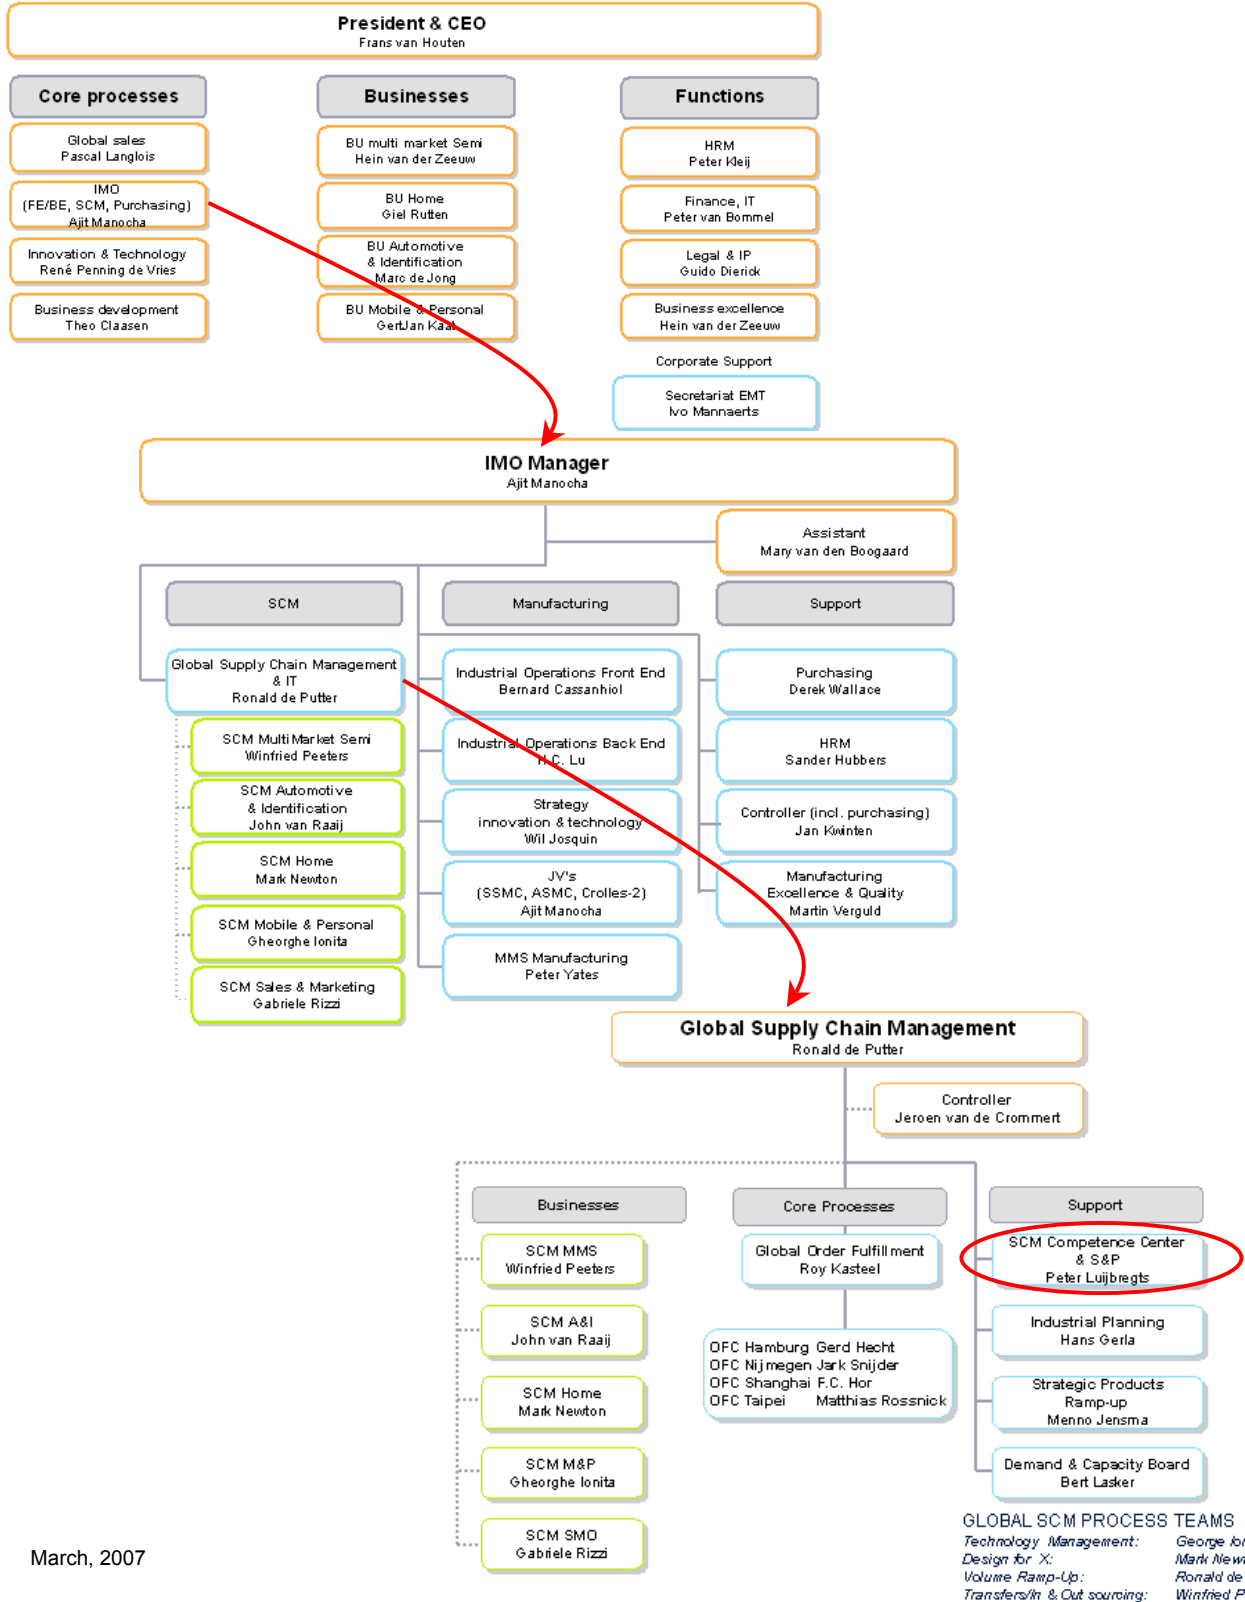 President & CEO
Frans van Houten
Core processes
Global sales
Pascal Langlois
IMO
(FE/BE, SCM, Purchasing)
Ajit Manocha
Innovation & Technology
René Penning de Vries
Business development
Theo Claasen
Businesses
BU multi market Semi
Hein van der Zeeuw
BU Home
Giel Rutten
BU Automotive
& Identification
Marc de Jong
BU Mobile & Personal
GertJan Kaat
Functions
HRM
Peter Kleij
Finance, IT
Peter van Bommel
Legal & IP
Guido Dierick
Business excellence
Hein van der Zeeuw
Corporate Support
Secretariat EMT
Ivo Mannaerts
IMO Manager
Ajit Manocha
Assistant
Mary van den Boogaard
SCM
Global Supply Chain Management
& IT
Ronald de Putter
SCM MultiMarket Semi
Winfried Peeters
SCM Automotive
& Identification
John van Raaij
SCM Home
Mark Newton
SCM Mobile & Personal
Gheorghe Ionita
SCM Sales & Marketing
Gabriele Rizzi
Manufacturing
Industrial Operations Front End
Bernard Cassanhiol
Industrial Operations Back End
H.C. Lu
Strategy
innovation & technology
Wil Josquin
JV's
(SSMC, ASMC, Crolles-2)
Ajit Manocha
MMS Manufacturing
Peter Yates
Support
Purchasing
Derek Wallace
HRM
Sander Hubbers
Controller (incl. purchasing)
Jan Kwinten
Manufacturing
Excellence & Quality
Martin Verguld
Global Supply Chain Management
Ronald de Putter
Controller
Jeroen van de Crommert
Businesses
SCM MMS
Winfried Peeters
SCM A&I
John van Raaij
SCM Home
Mark Newton
SCM M&P
Gheorghe Ionita
SCM SMO
Gabriele Rizzi
Core Processes
Global Order Fulfillment
Roy Kasteel
OFC Hamburg Gerd Hecht
OFC Nijmegen Jark Snijder
OFC Shanghai F.C. Hor
OFC Taipei Matthias Rossnick
Support
SCM Competence Center
& S&P
Peter Luijbregts
Industrial Planning
Hans Gerla
Strategic Products
Ramp-up
Menno Jensma
Demand & Capacity Board
Bert Lasker
GLOBAL SCM PROCESS TEAMS
Technology Management: George
Design for X: Mark
Volume Ramp-Up: Ronald de
Transfers/In & Out sourcing: Winfried
March, 2007